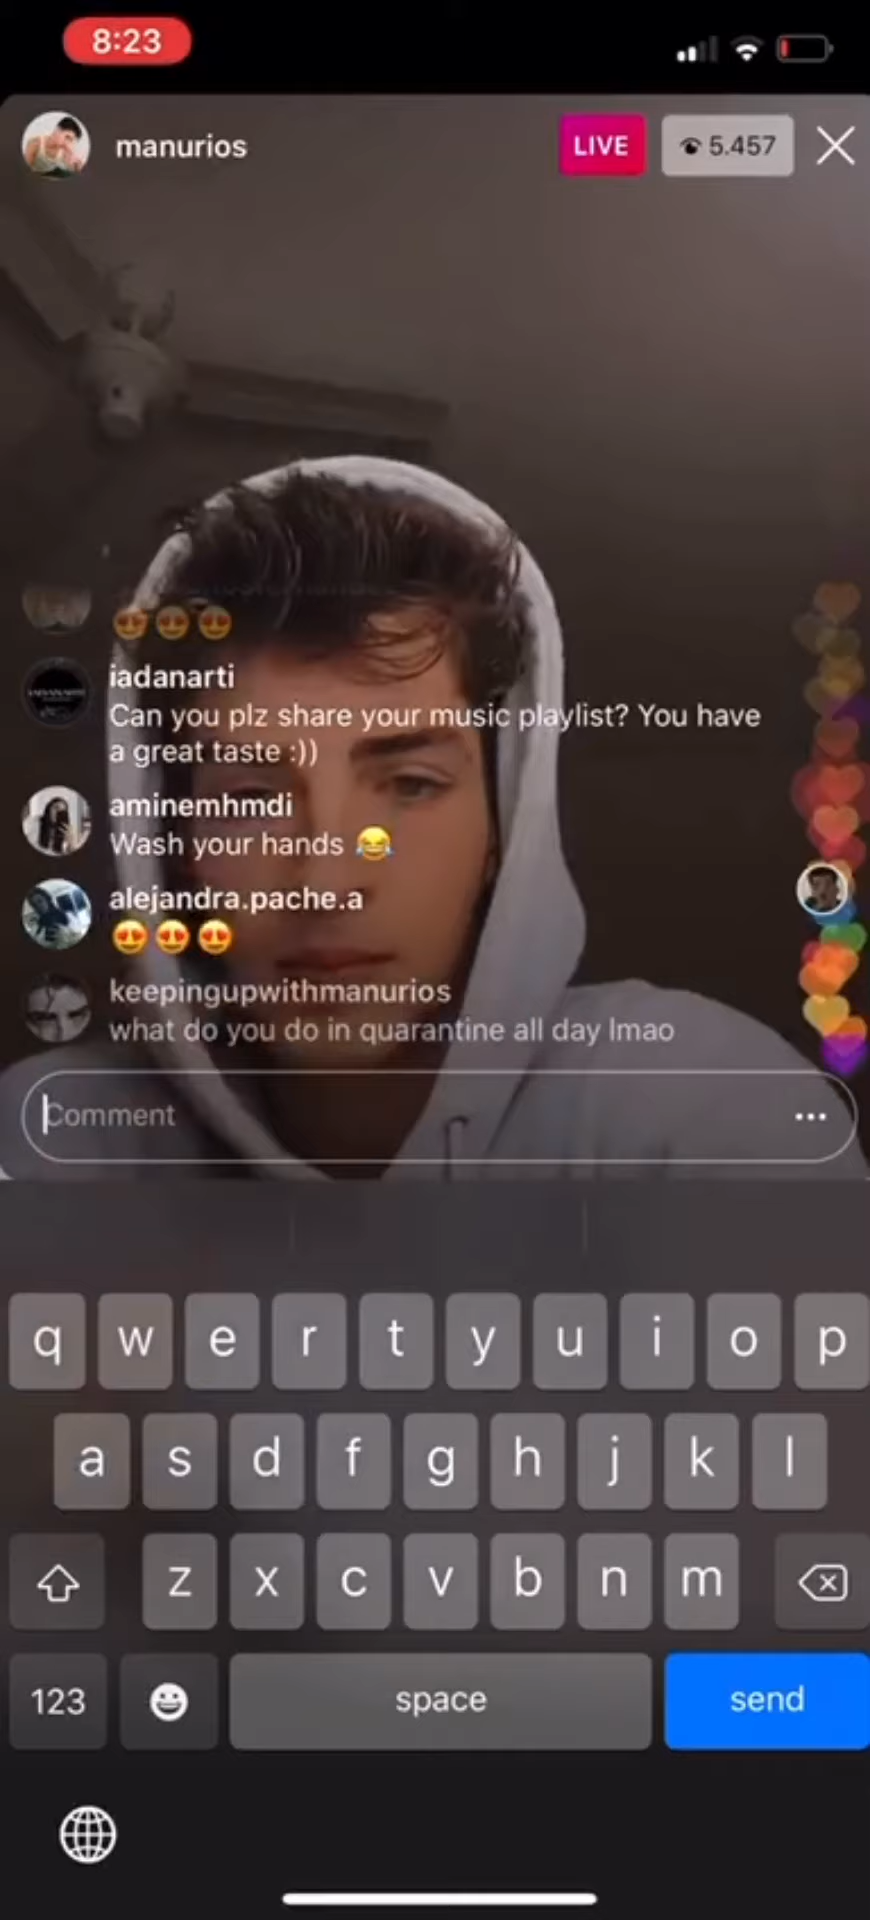 8:23
manurios
LIVE
5.457
😍😍😍
iadanarti
Can you plz share your music playlist? You have
a great taste :))
aminemhmdi
Wash your hands 😂
alejandra.pache.a
😍😍😍
keepingupwithmanurios
what do you do in quarantine all day lmao
Comment
q w e r t y u i o p
a s d f g h j k l
z x c v b n m
123 space send